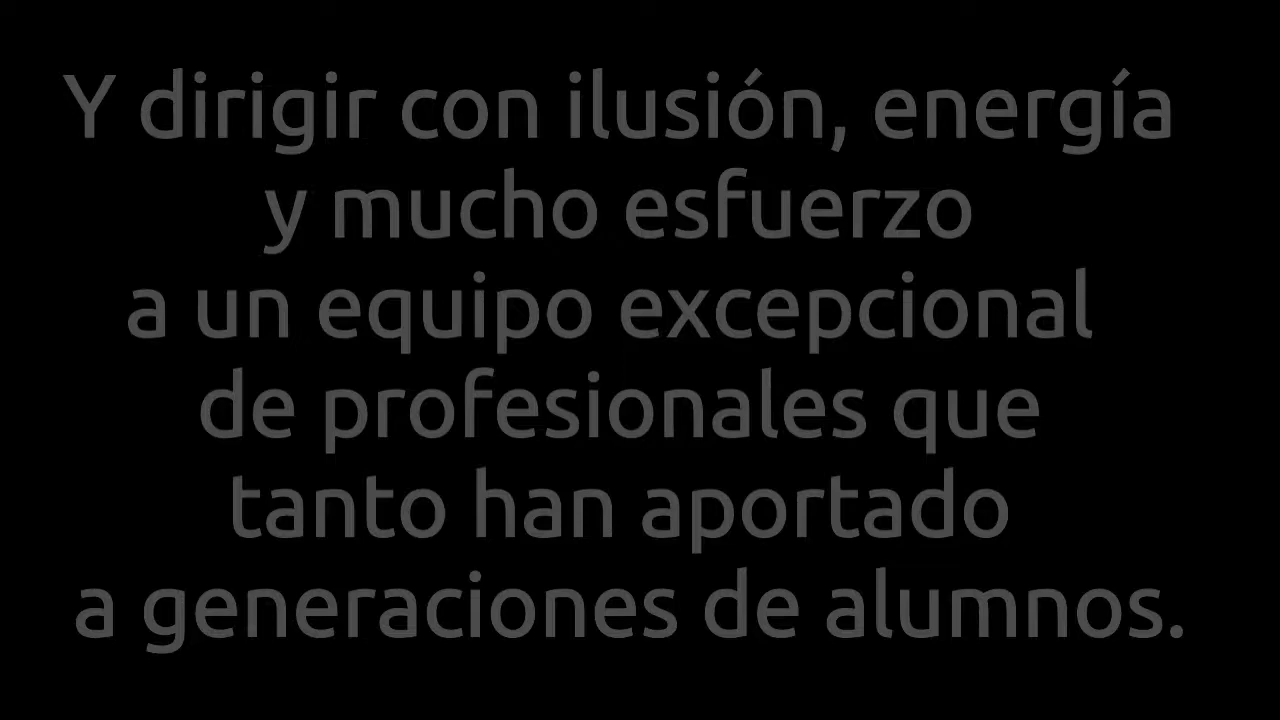 Y dirigir con ilusión, energía
y mucho esfuerzo
a un equipo excepcional
de profesionales que
tanto han aportado
a generaciones de alumnos.